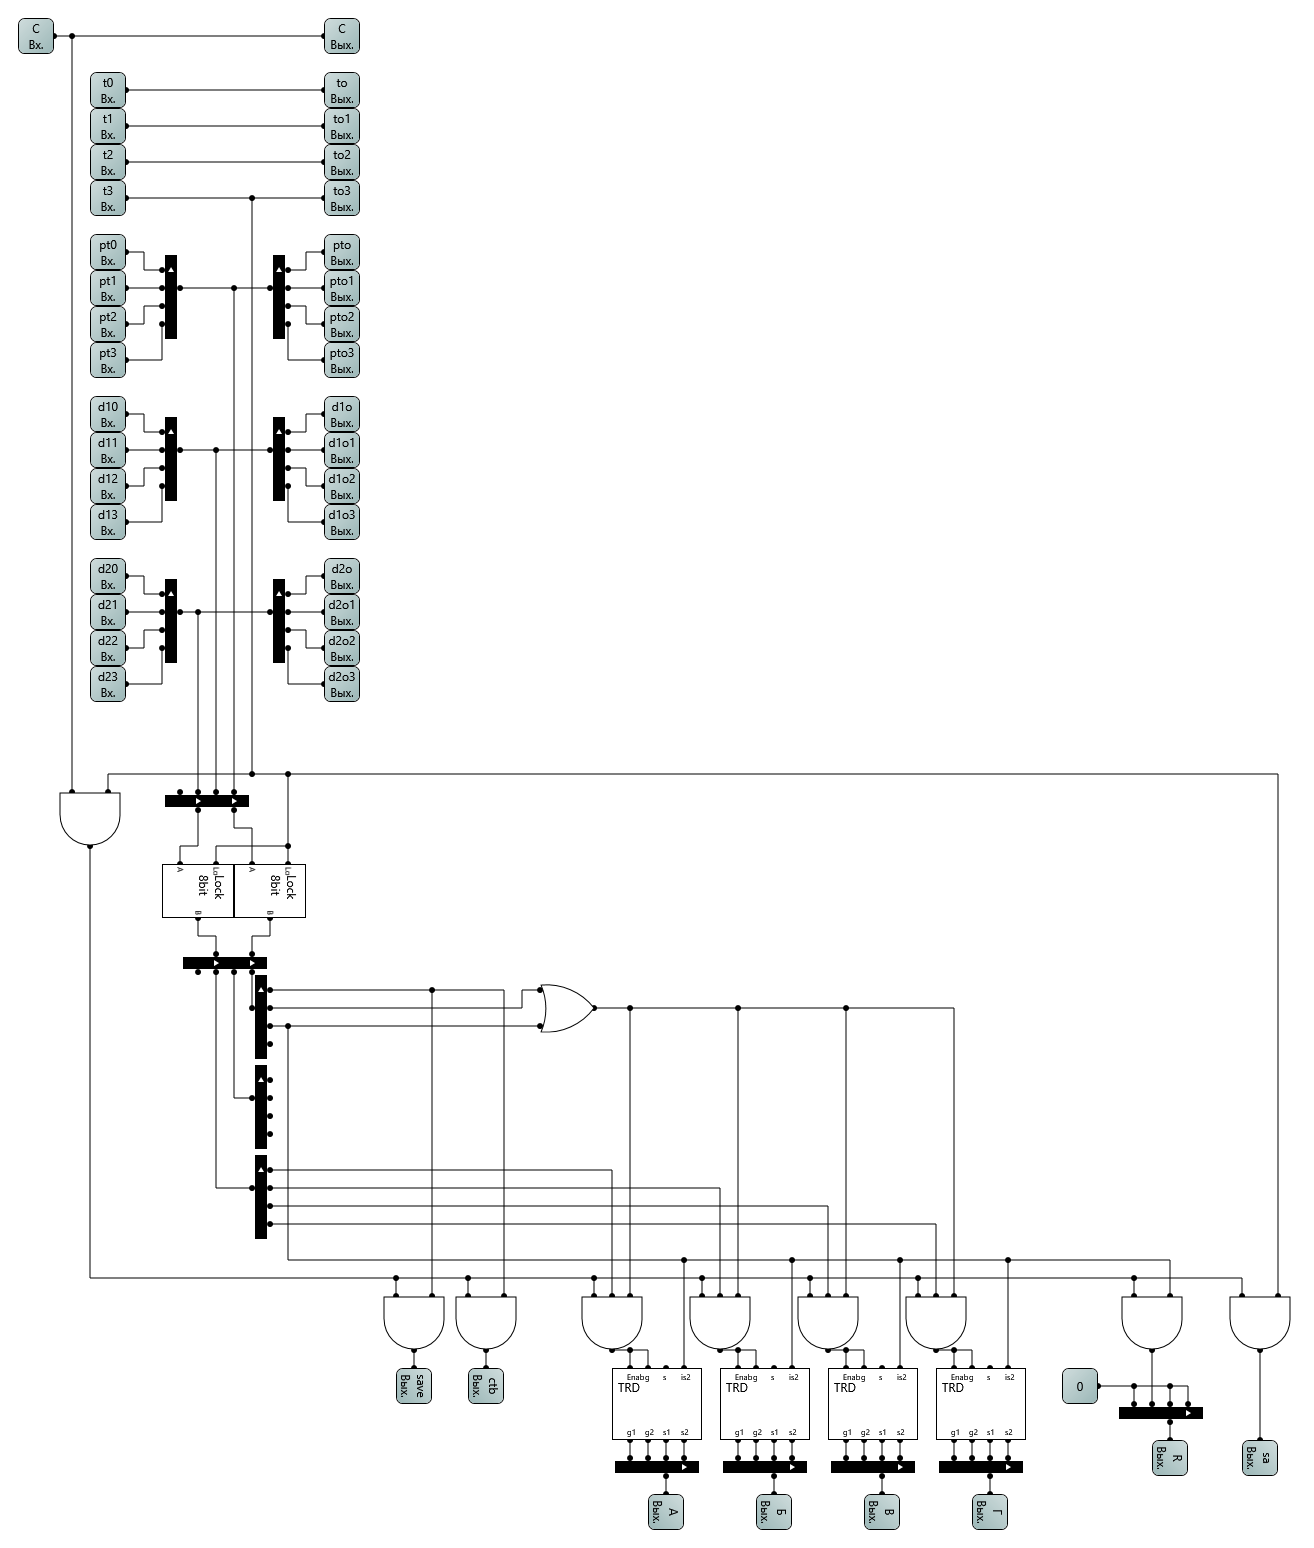 C
Вх.
C
Вых.
t0
Вх.
to
Вых.
t1
Вх.
to1
Вых.
t2
Вх.
to2
Вых.
t3
Вх.
to3
Вых.
pt0
Вх.
pto
Вых.
pt1
Вх.
pto1
Вых.
pt2
Вх.
pto2
Вых.
pt3
Вх.
pto3
Вых.
d10
Вх.
d1o
Вых.
d11
Вх.
d1o1
Вых.
d12
Вх.
d1o2
Вых.
d13
Вх.
d1o3
Вых.
d20
Вх.
d2o
Вых.
d21
Вх.
d2o1
Вых.
d22
Вх.
d2o2
Вых.
d23
Вх.
d2o3
Вых.
A
Lo
Lock
8bit
B
A
Lo
Lock
8bit
B
save
Вых.
ctb
Вых.
Enabg s is2
TRD
g1 g2 s1 s2
Enabg s is2
TRD
g1 g2 s1 s2
Enabg s is2
TRD
g1 g2 s1 s2
Enabg s is2
TRD
g1 g2 s1 s2
0
R
Вых.
sa
Вых.
А
Вых.
Б
Вых.
В
Вых.
Г
Вых.